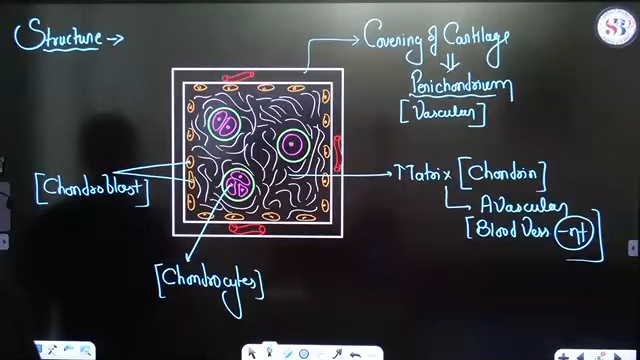 Structure →
Covering of Cartilage
Perichondrium
[Vascular]
[Chondroblast]
Matrix [Chondrin]
Avascular
[Blood Vess -nt]
[Chondrocytes]